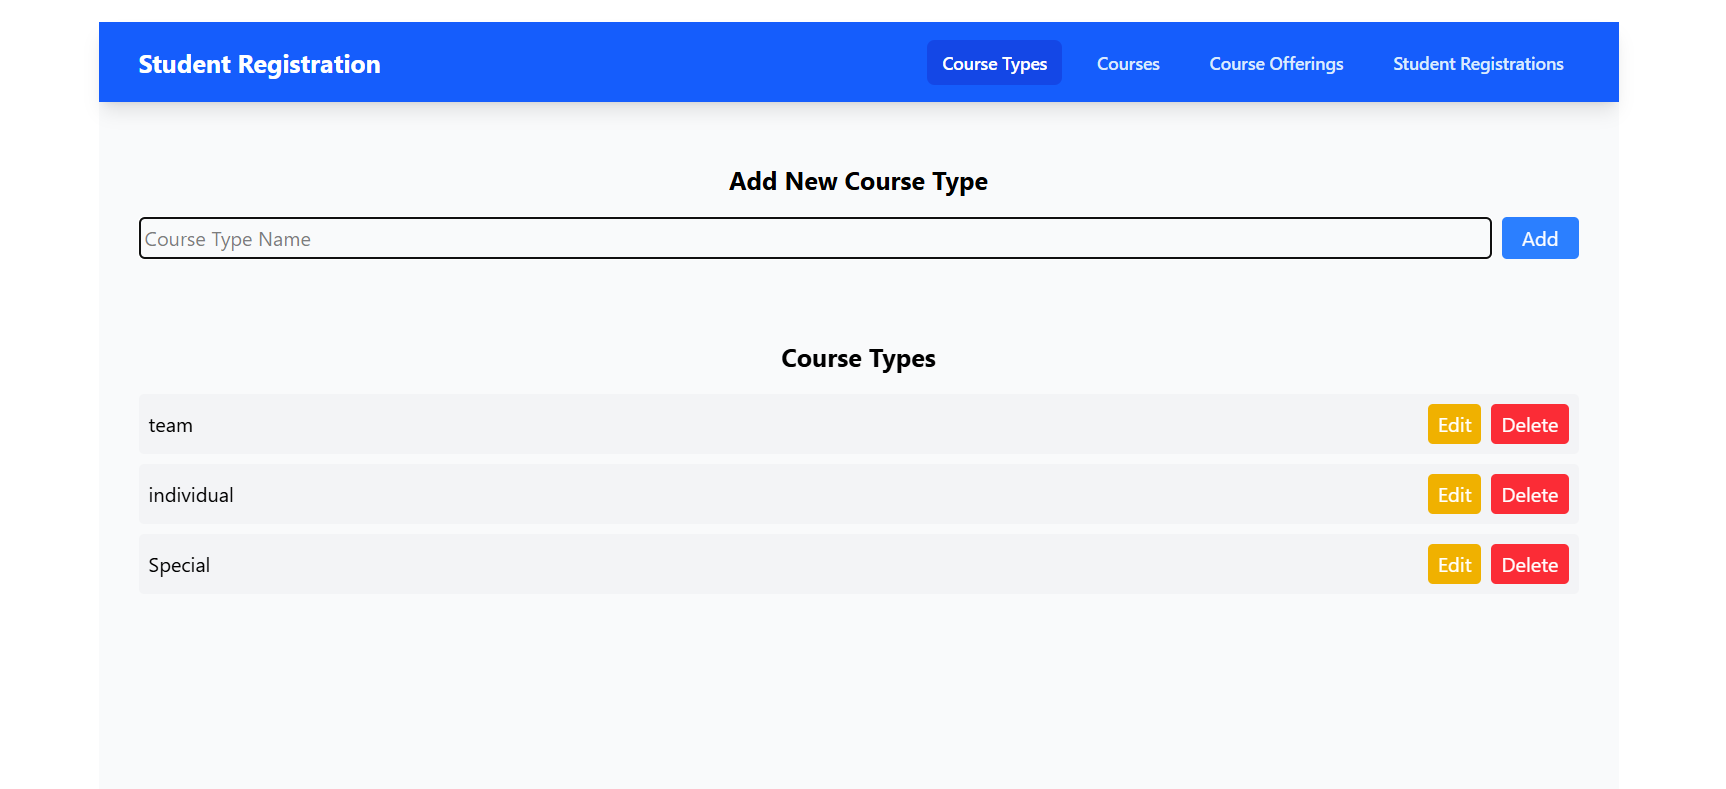 Student Registration
Course Types Courses Course Offerings Student Registrations
Add New Course Type
Course Type Name Add
Course Types
team Edit Delete
individual Edit Delete
Special Edit Delete